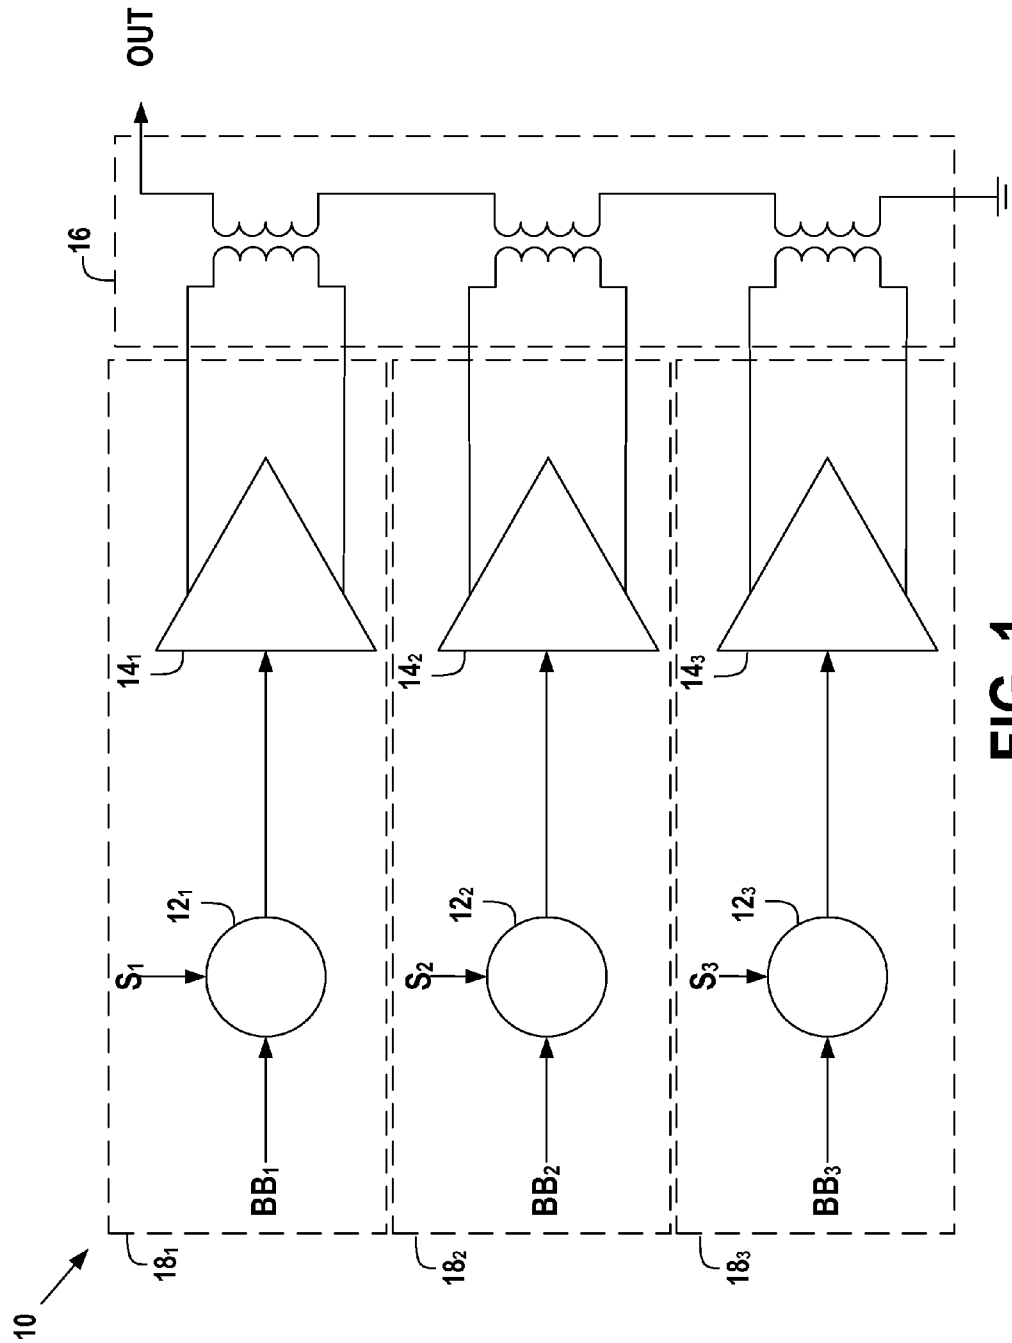 OUT
16
14₁
14₂
14₃
12₁
12₂
12₃
S₁
S₂
S₃
BB₁
BB₂
BB₃
18₁
18₂
18₃
10
FIG. 1